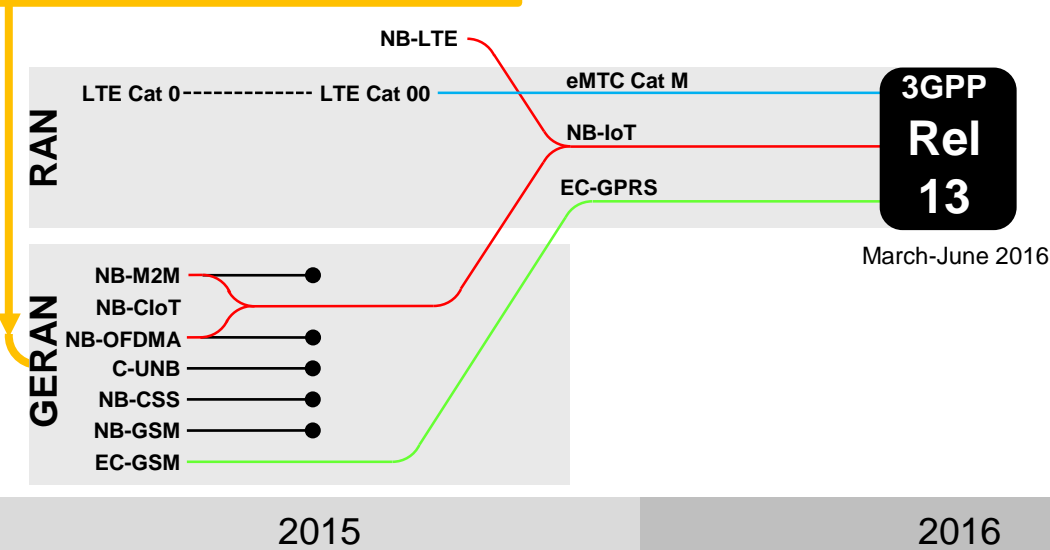 NB-LTE
RAN
LTE Cat 0
LTE Cat 00
eMTC Cat M
NB-IoT
EC-GPRS
3GPP
Rel
13
March-June 2016
GERAN
NB-M2M
NB-CIoT
NB-OFDMA
C-UNB
NB-CSS
NB-GSM
EC-GSM
2015
2016